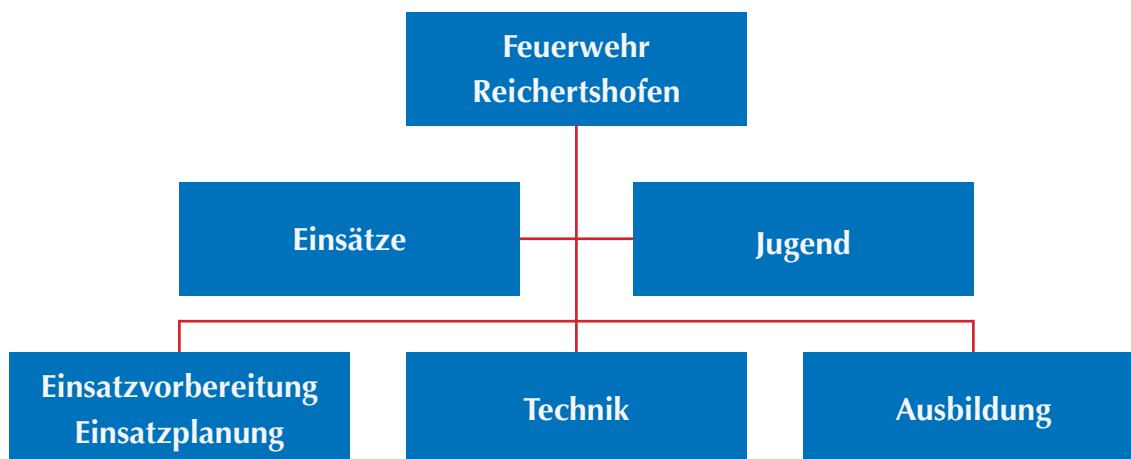 Feuerwehr
Reichertshofen
Einsätze
Jugend
Einsatzvorbereitung
Einsatzplanung
Technik
Ausbildung